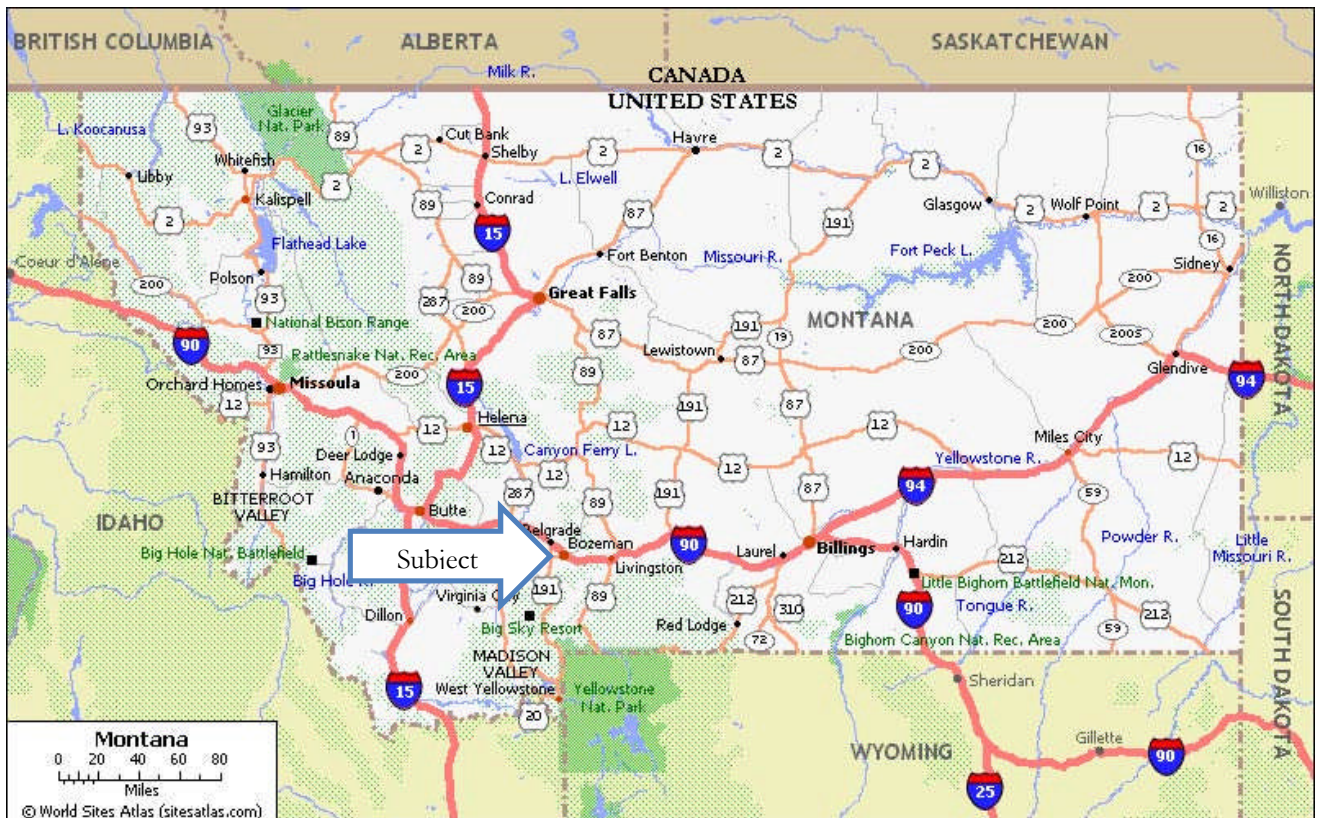 BRITISH COLUMBIA
ALBERTA
SASKATCHEWAN
Milk R.
CANADA
UNITED STATES
Glacier
Nat. Park
L. Koocanusa
93
89
Cut Bank
2
Shelby
2
Havre
2
2
16
Whitefish
Libby
2
Kalispell
L. Elwell
Conrad
89
87
191
Glasgow
2
Wolf Point
2
2
Williston
2
15
Flathead Lake
Fort Benton
Missouri R.
Fort Peck L.
16
Sidney
Coeur d'Alene
Polson
200
93
89
287
200
Great Falls
200
NORTH DAKOTA
National Bison Range
87
191
19
MONTANA
200
2005
90
93
Rattlesnake Nat. Rec. Area
Lewistown
87
200
Glendive
Orchard Homes
Missoula
200
15
89
94
12
191
87
Helena
12
12
12
1
12
Miles City
93
Deer Lodge
12
Canyon Ferry L.
12
Yellowstone R.
12
Hamilton
Anaconda
287
89
191
87
94
59
BITTERROOT
VALLEY
Butte
IDAHO
Belgrade
Bozeman
90
Laurel
Billings
Hardin
Powder R.
Little
Missouri R.
Big Hole Nat. Battlefield
Subject
Livingston
212
Big Hole R.
Little Bighorn Battlefield Nat. Mon.
Virginia City
191
89
212
310
90
Tongue R.
212
Dillon
Big Sky Resort
Red Lodge
72
59
Bighorn Canyon Nat. Rec. Area
SOUTH DAKOTA
MADISON
VALLEY
15
West Yellowstone
Yellowstone
Nat. Park
Sheridan
20
Montana
0 20 40 60 80
Miles
WYOMING
Gillette
90
25
© World Sites Atlas (sitesatlas.com)